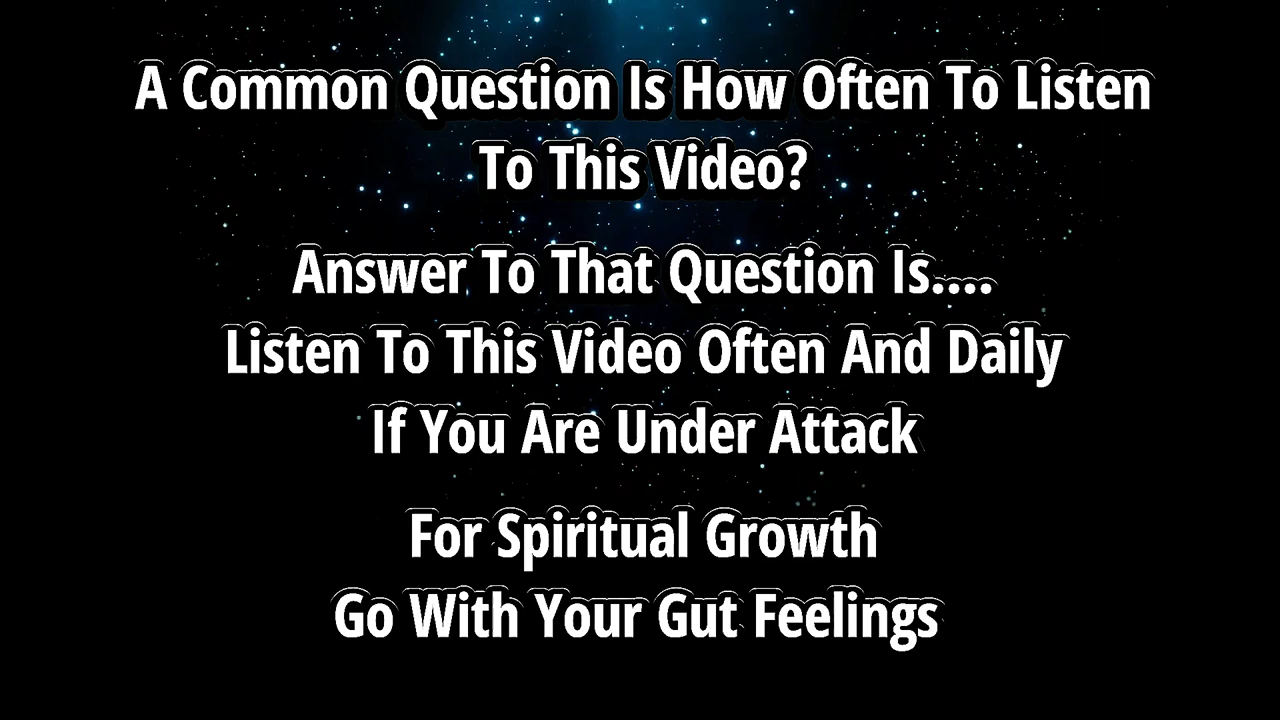 A Common Question Is How Often To Listen
To This Video?
Answer To That Question Is....
Listen To This Video Often And Daily
If You Are Under Attack
For Spiritual Growth
Go With Your Gut Feelings